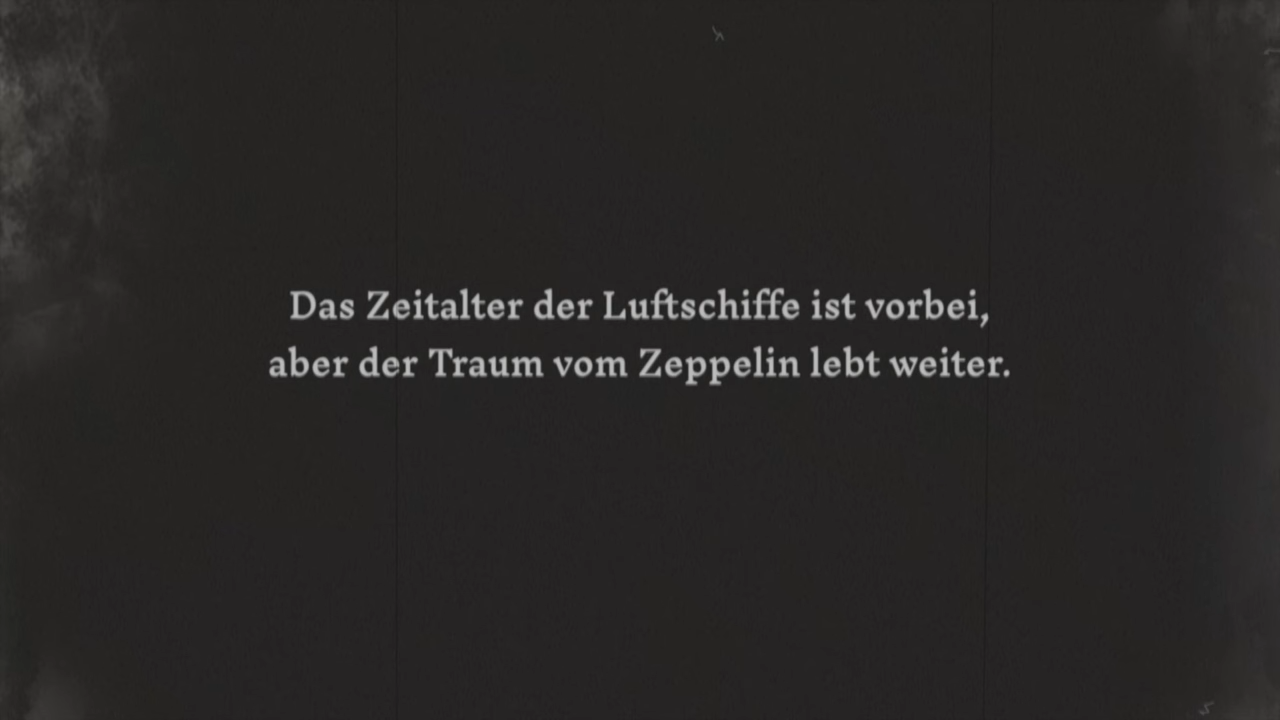 Das Zeitalter der Luftschiffe ist vorbei,
aber der Traum vom Zeppelin lebt weiter.